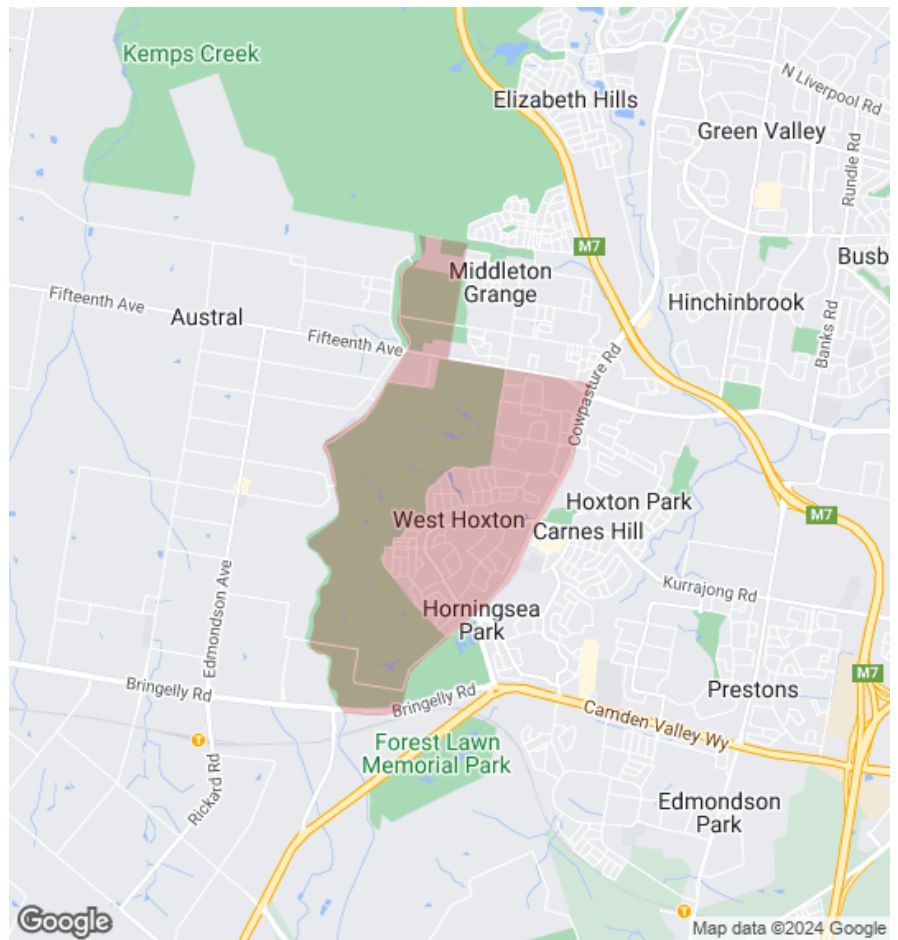 Kemps Creek
Elizabeth Hills
N Liverpool Rd
Green Valley
Rundle Rd
M7
Busb
Middleton
Grange
Fifteenth Ave
Austral
Hinchinbrook
Fifteenth Ave
Banks Rd
Cowpasture Rd
West Hoxton
Hoxton Park
Carnes Hill
M7
Kurrajong Rd
Edmondson Ave
Horningsea
Park
M7
Bringelly Rd
Bringelly Rd
Prestons
Camden Valley Wy
T
Forest Lawn
Memorial Park
Rickard Rd
Edmondson
Park
T
Google
Map data ©2024 Google